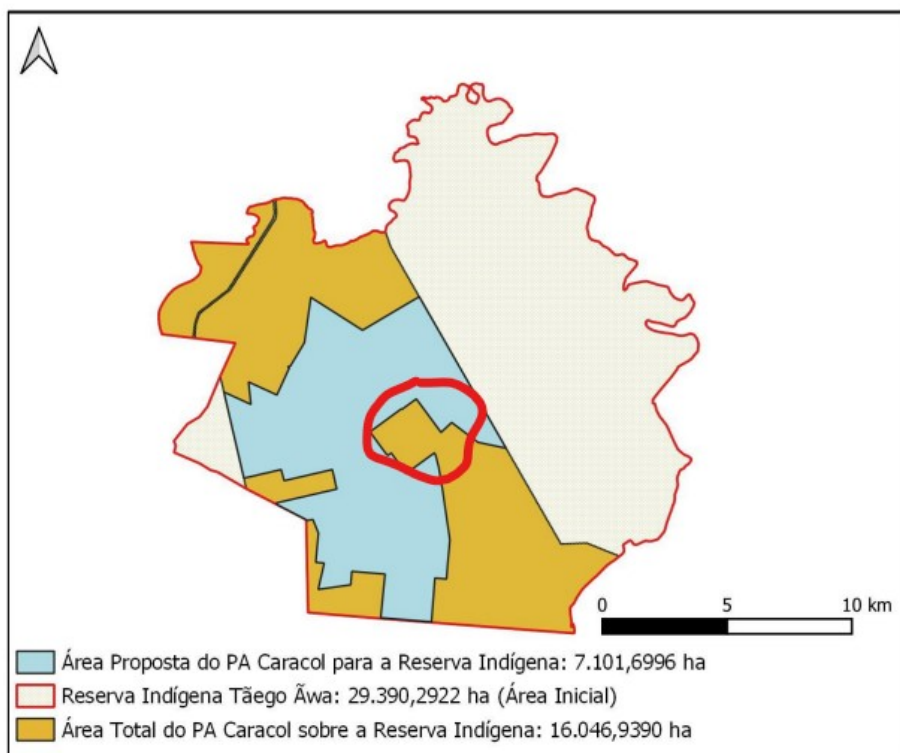 0 5 10 km
Área Proposta do PA Caracol para a Reserva Indígena: 7.101,6996 ha
Reserva Indígena Tãego Ãwa: 29.390,2922 ha (Área Inicial)
Área Total do PA Caracol sobre a Reserva Indígena: 16.046,9390 ha